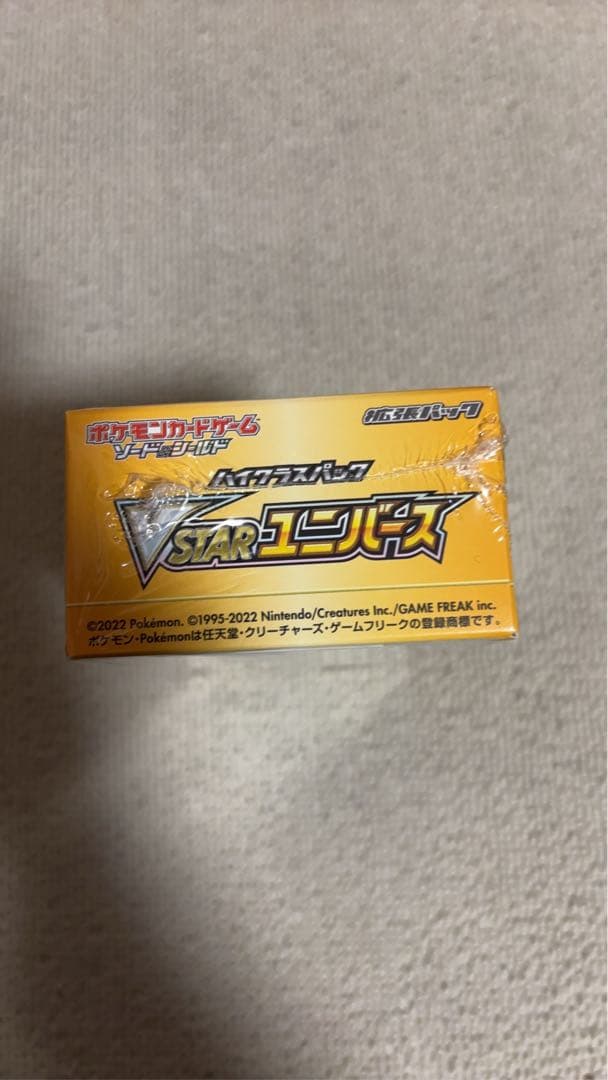 ポケモンカードゲーム
拡張パック
ソード&シールド
ハイクラスパック
VSTARユニバース
©2022 Pokémon. ©1995-2022 Nintendo/Creatures Inc./GAME FREAK inc.
ポケモン・Pokémonは任天堂・クリーチャーズ・ゲームフリークの登録商標です。